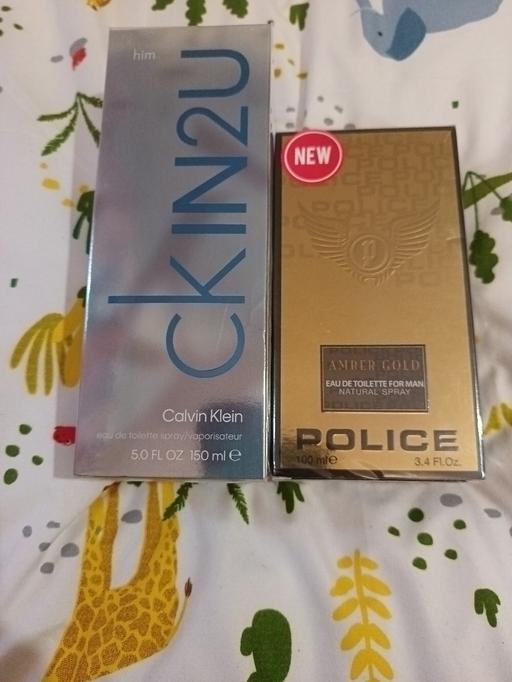 him
ckIN2U
Calvin Klein
eau de toilette spray/vaporisateur
5.0 FL OZ 150 ml ℮
NEW
P
AMBER GOLD
EAU DE TOILETTE FOR MAN
NATURAL SPRAY
POLICE
100 ml℮ 3.4 Fl.Oz.